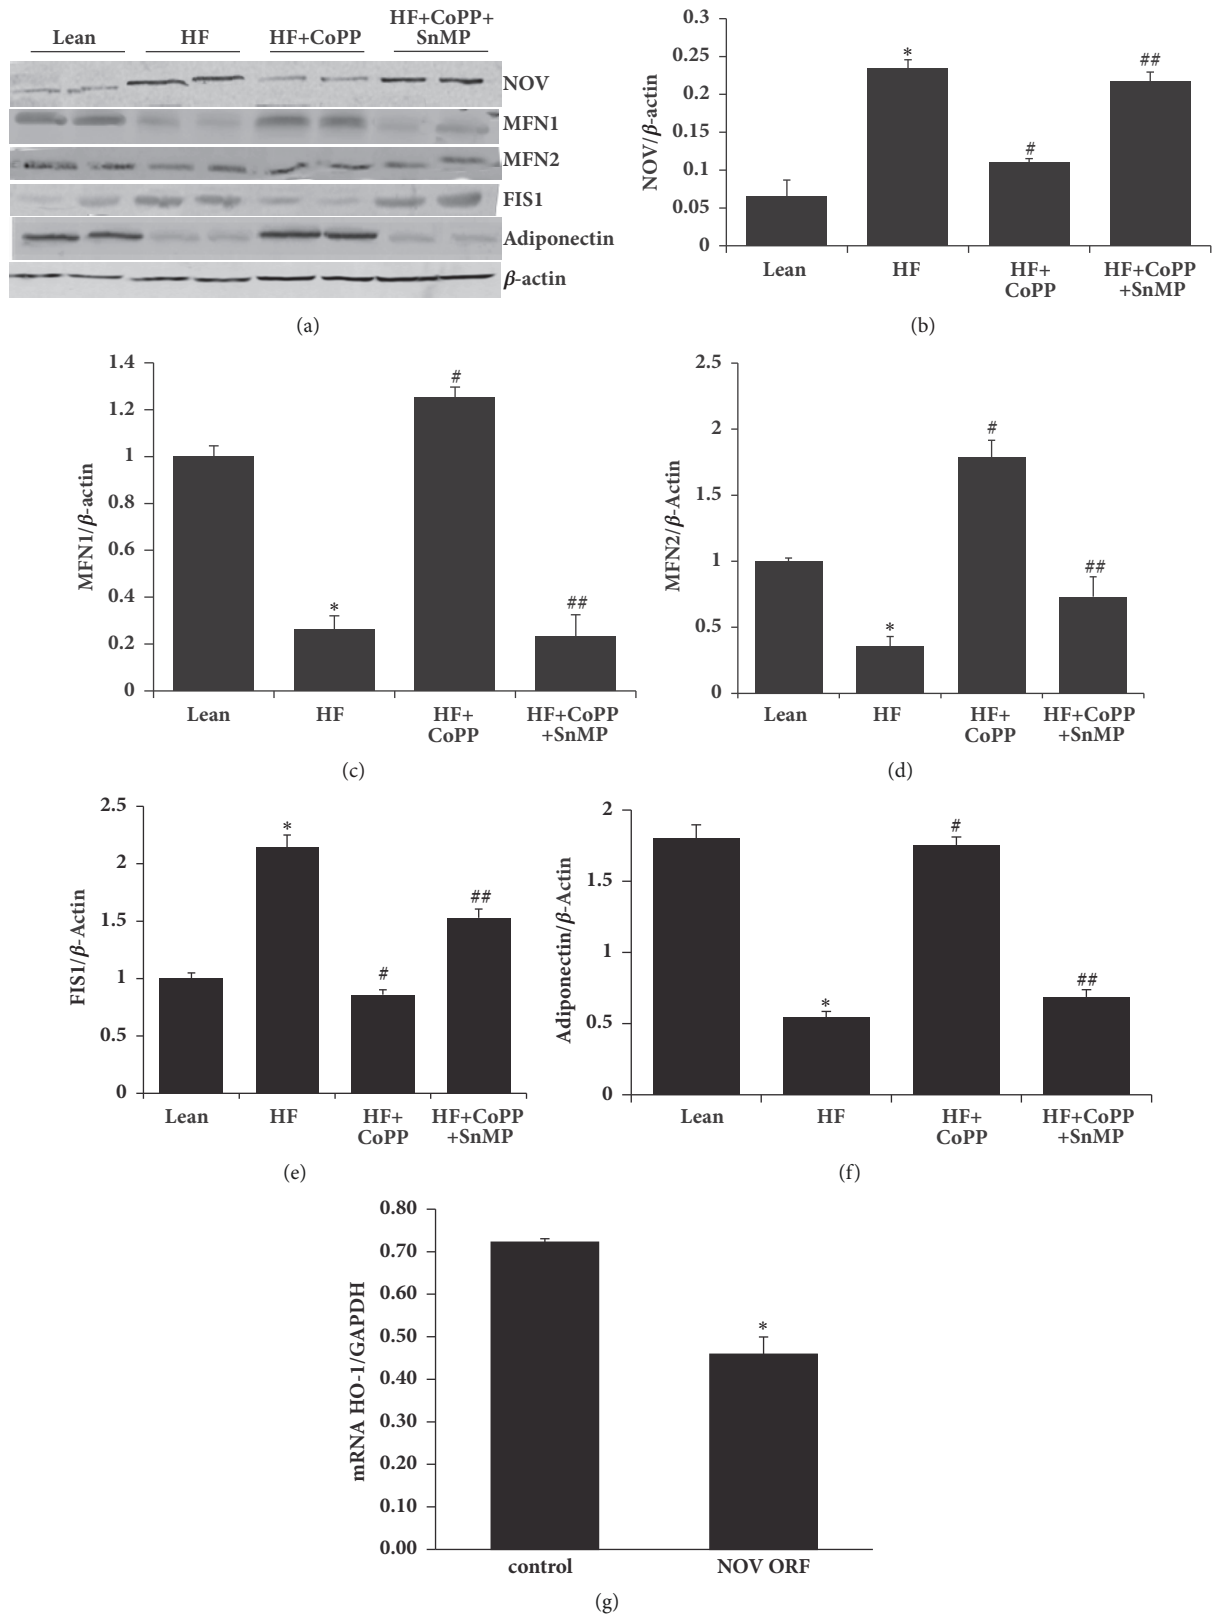 Lean HF HF+CoPP HF+CoPP+
SnMP
NOV
MFN1
MFN2
FIS1
Adiponectin
β-actin
(a)
NOV/β-actin
0.3
0.25
0.2
0.15
0.1
0.05
0
*
#
##
Lean HF HF+ HF+CoPP
CoPP +SnMP
(b)
MFN1/β-actin
1.4
1.2
1
0.8
0.6
0.4
0.2
0
*
#
##
Lean HF HF+ HF+CoPP
CoPP +SnMP
(c)
MFN2/β-Actin
2.5
2
1.5
1
0.5
0
*
#
##
Lean HF HF+ HF+CoPP
CoPP +SnMP
(d)
FIS1/β-Actin
2.5
2
1.5
1
0.5
0
*
#
##
Lean HF HF+ HF+CoPP
CoPP +SnMP
(e)
Adiponectin/β-Actin
2
1.5
1
0.5
0
*
#
##
Lean HF HF+ HF+CoPP
CoPP +SnMP
(f)
mRNA HO-1/GAPDH
0.80
0.70
0.60
0.50
0.40
0.30
0.20
0.10
0.00
*
control NOV ORF
(g)